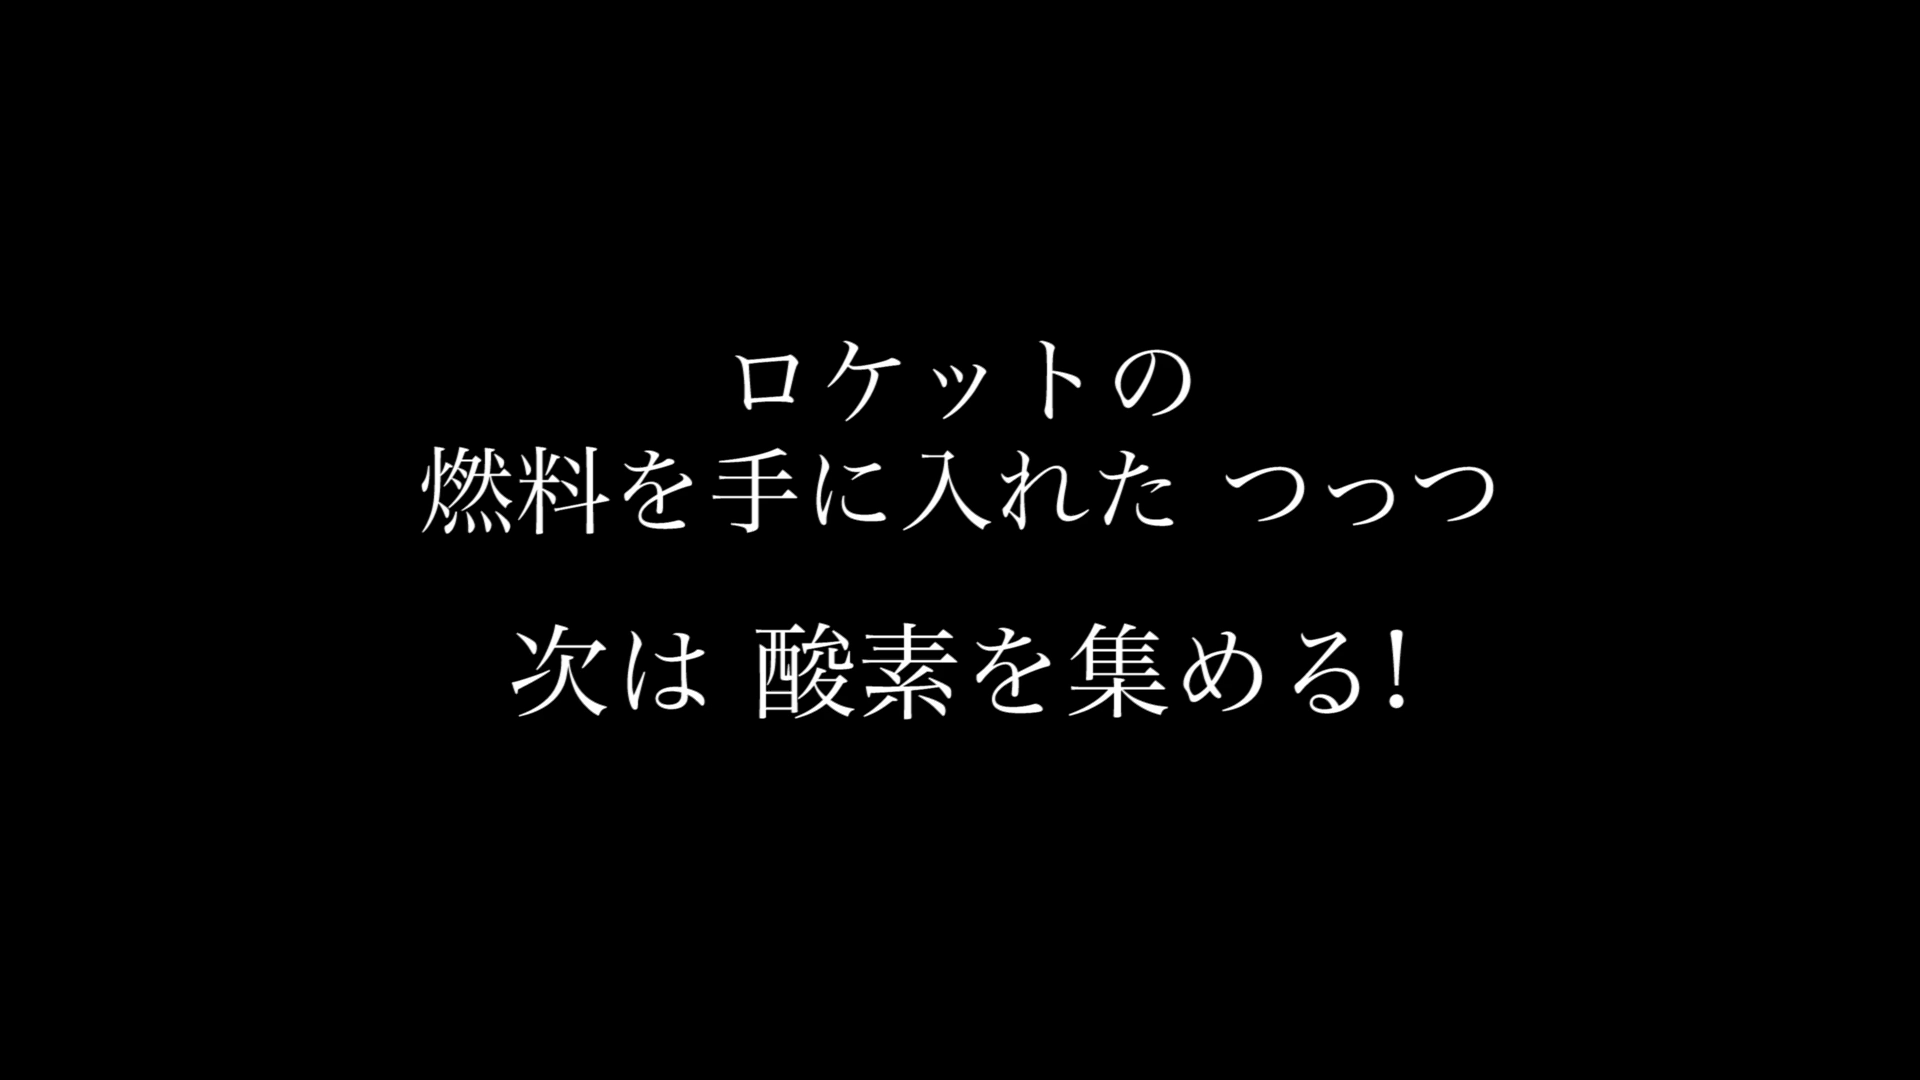 ロケットの
燃料を手に入れた つっつ
次は 酸素を集める!